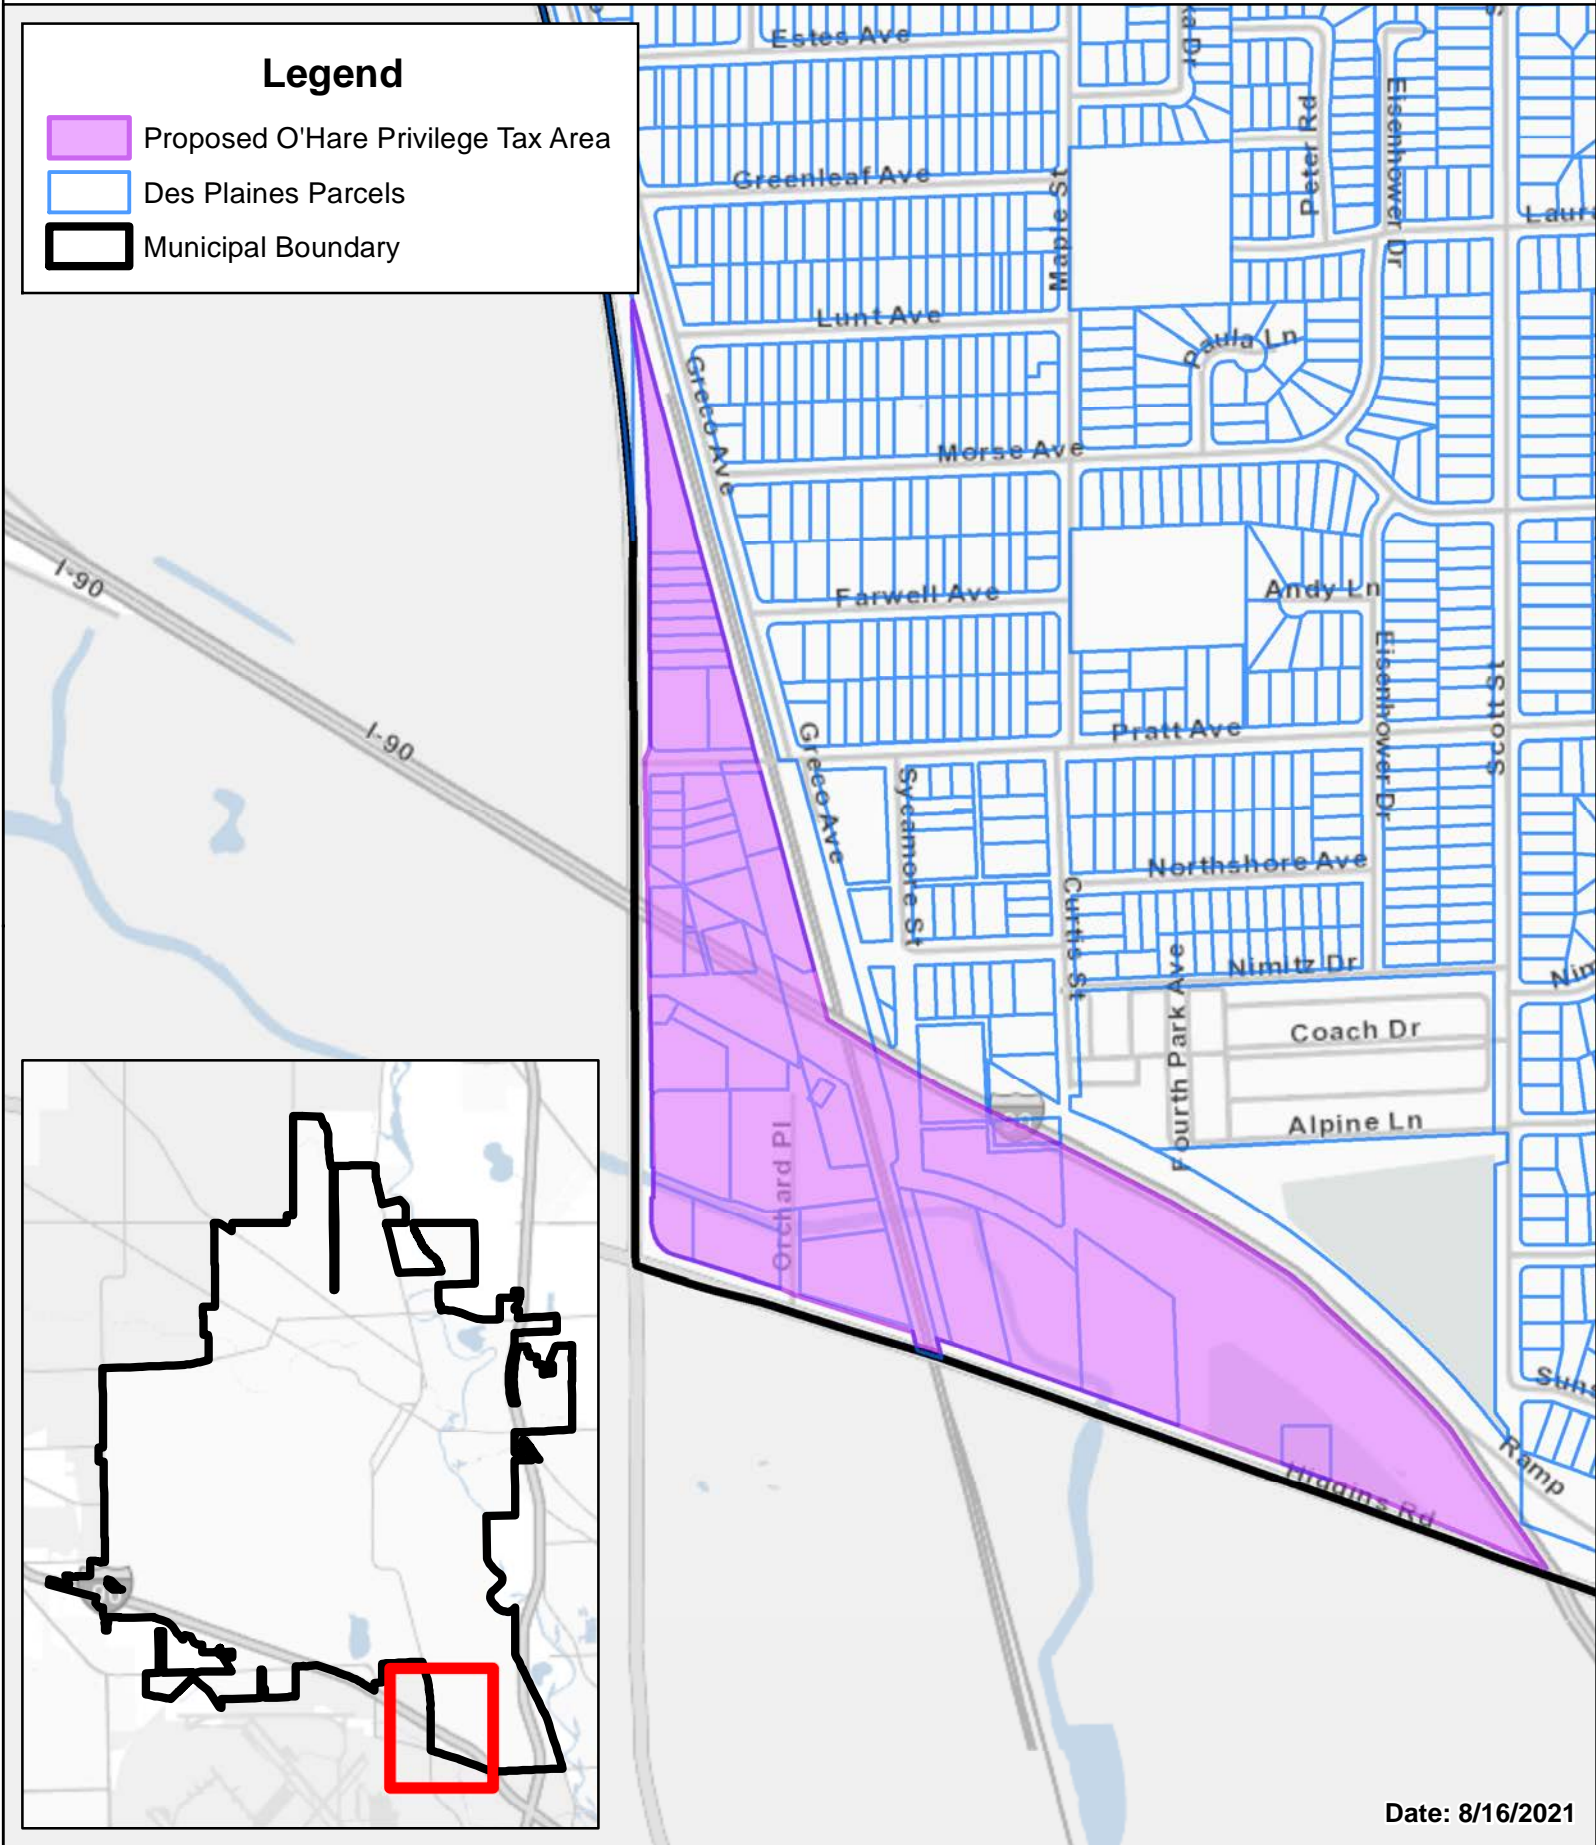 Legend
Proposed O'Hare Privilege Tax Area
Des Plaines Parcels
Municipal Boundary
Estes Ave
Greenleaf Ave
Maple St
Peter Rd
Eisenhower Dr
Lunt Ave
Paula Ln
Greco Ave
Morse Ave
I-90
Farwell Ave
Andy Ln
Eisenhower Dr
Scott St
I-90
Pratt Ave
Greco Ave
Sycamore St
Northshore Ave
Curtis St
Nimitz Dr
Fourth Park Ave
Coach Dr
Alpine Ln
Orchard Pl
Higgins Rd
Ramp
Date: 8/16/2021